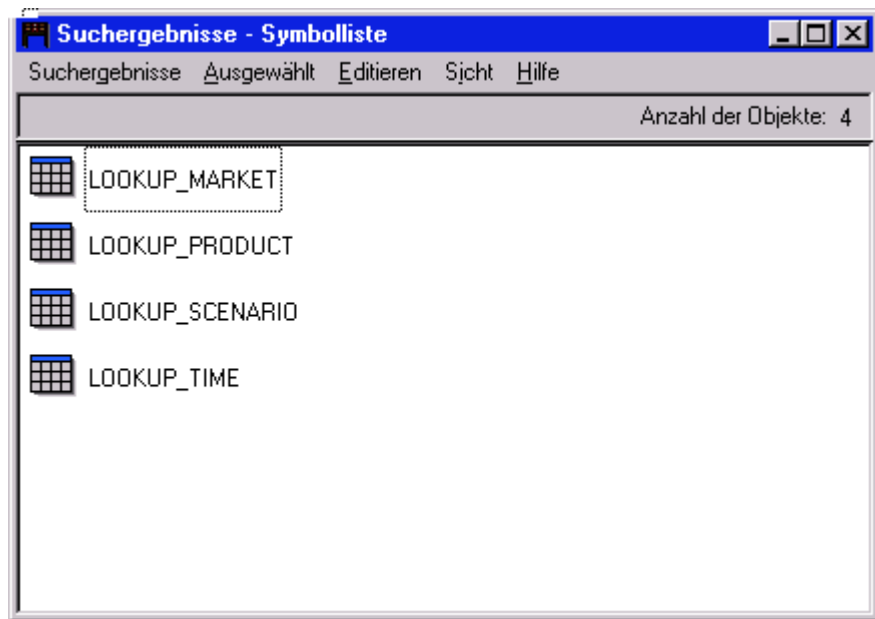 Suchergebnisse - Symbolliste
Suchergebnisse Ausgewählt Editieren Sicht Hilfe
Anzahl der Objekte: 4
LOOKUP_MARKET
LOOKUP_PRODUCT
LOOKUP_SCENARIO
LOOKUP_TIME